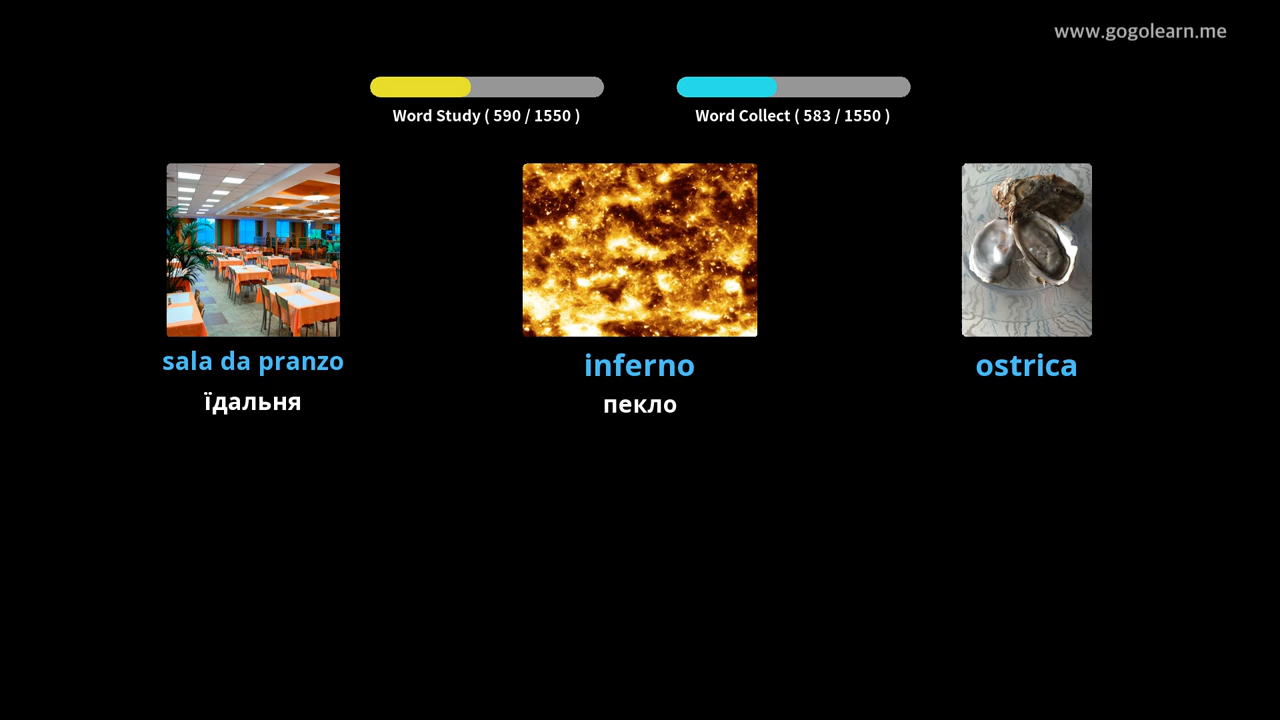 www.gogolearn.me
Word Study ( 590 / 1550 )
Word Collect ( 583 / 1550 )
sala da pranzo
inferno
ostrica
їдальня
пекло